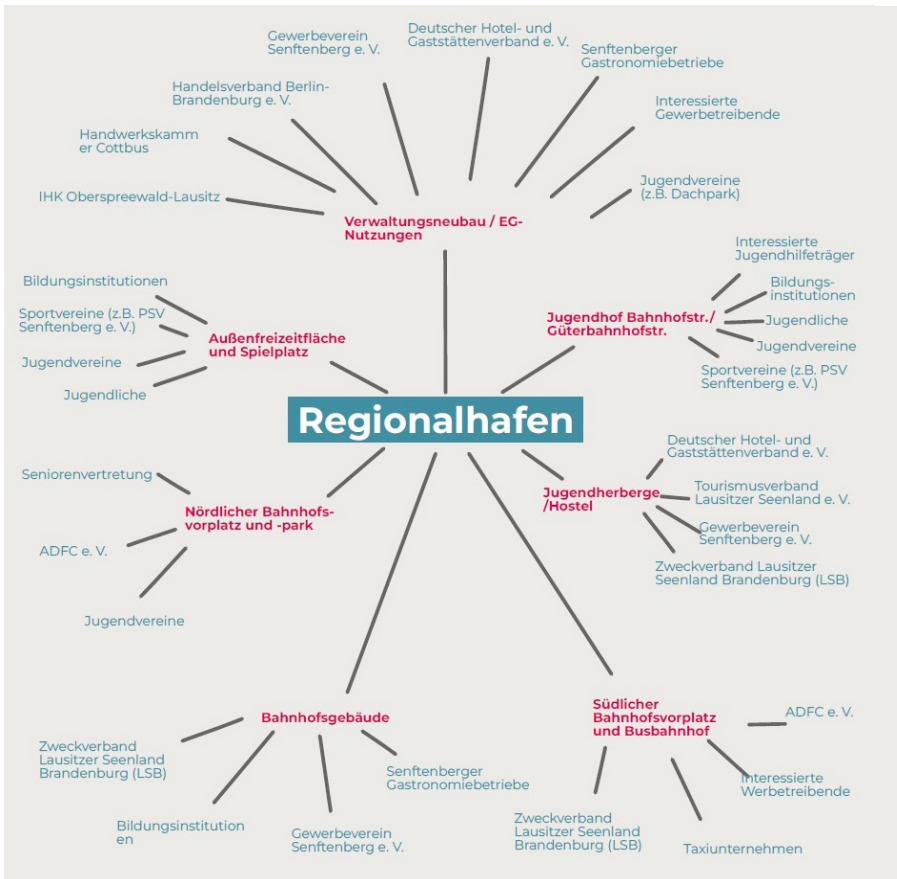 Gewerbeverein
Senftenberg e. V.
Deutscher Hotel- und
Gaststättenverband e. V.
Senftenberger
Gastronomiebetriebe
Handelsverband Berlin-
Brandenburg e. V.
Interessierte
Gewerbetreibende
Handwerkskamm
er Cottbus
IHK Oberspreewald-Lausitz
Jugendvereine
(z.B. Dachpark)
Verwaltungsneubau / EG-
Nutzungen
Bildungsinstitutionen
Sportvereine (z.B. PSV
Senftenberg e. V.)
Jugendvereine
Jugendliche
Außenfreizeitfläche
und Spielplatz
Jugendhof Bahnhofstr./
Güterbahnhofstr.
Interessierte
Jugendhilfeträger
Bildungs-
institutionen
Jugendliche
Jugendvereine
Sportvereine (z.B. PSV
Senftenberg e. V.)
Regionalhafen
Seniorenvertretung
Nördlicher Bahnhofs-
vorplatz und -park
ADFC e. V.
Jugendvereine
Jugendherberge
/Hostel
Deutscher Hotel- und
Gaststättenverband e. V.
Tourismusverband
Lausitzer Seenland e. V.
Gewerbeverein
Senftenberg e. V.
Zweckverband Lausitzer
Seenland Brandenburg (LSB)
Bahnhofsgebäude
Zweckverband
Lausitzer Seenland
Brandenburg (LSB)
Bildungsinstitution
en
Gewerbeverein
Senftenberg e. V.
Senftenberger
Gastronomiebetriebe
Südlicher
Bahnhofsvorplatz
und Busbahnhof
ADFC e. V.
Interessierte
Werbetreibende
Zweckverband
Lausitzer Seenland
Brandenburg (LSB)
Taxiunternehmen